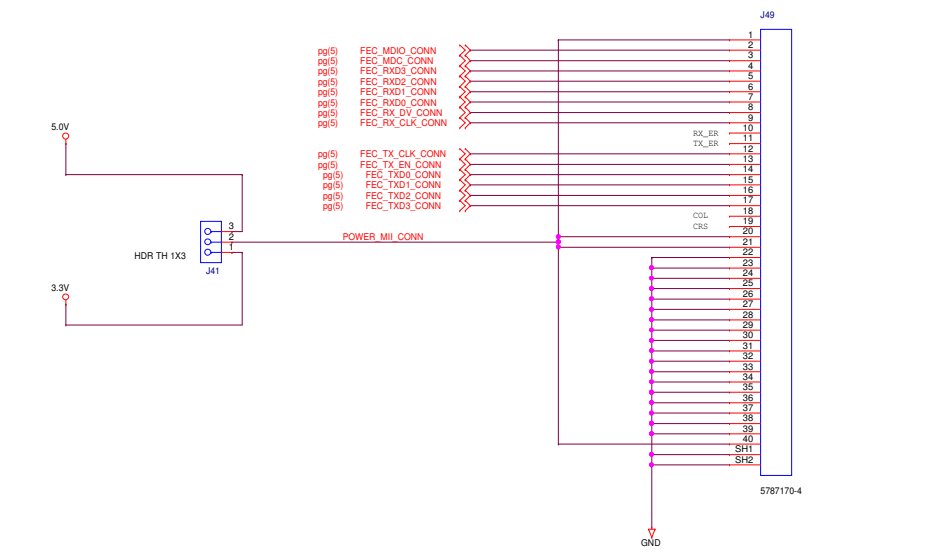 J49
1
2
pg(5) FEC_MDIO_CONN
3
pg(5) FEC_MDC_CONN
4
pg(5) FEC_RXD3_CONN
5
pg(5) FEC_RXD2_CONN
6
pg(5) FEC_RXD1_CONN
7
pg(5) FEC_RXD0_CONN
8
pg(5) FEC_RX_DV_CONN
9
pg(5) FEC_RX_CLK_CONN
10
RX_ER
11
TX_ER
12
pg(5) FEC_TX_CLK_CONN
13
pg(5) FEC_TX_EN_CONN
14
pg(5) FEC_TXD0_CONN
15
pg(5) FEC_TXD1_CONN
16
pg(5) FEC_TXD2_CONN
17
pg(5) FEC_TXD3_CONN
18
COL
19
CRS
20
21
22
23
24
25
26
27
28
29
30
31
32
33
34
35
36
37
38
39
40
SH1
SH2
5787170-4
GND
5.0V
3
2
POWER_MII_CONN
1
HDR TH 1X3
J41
3.3V